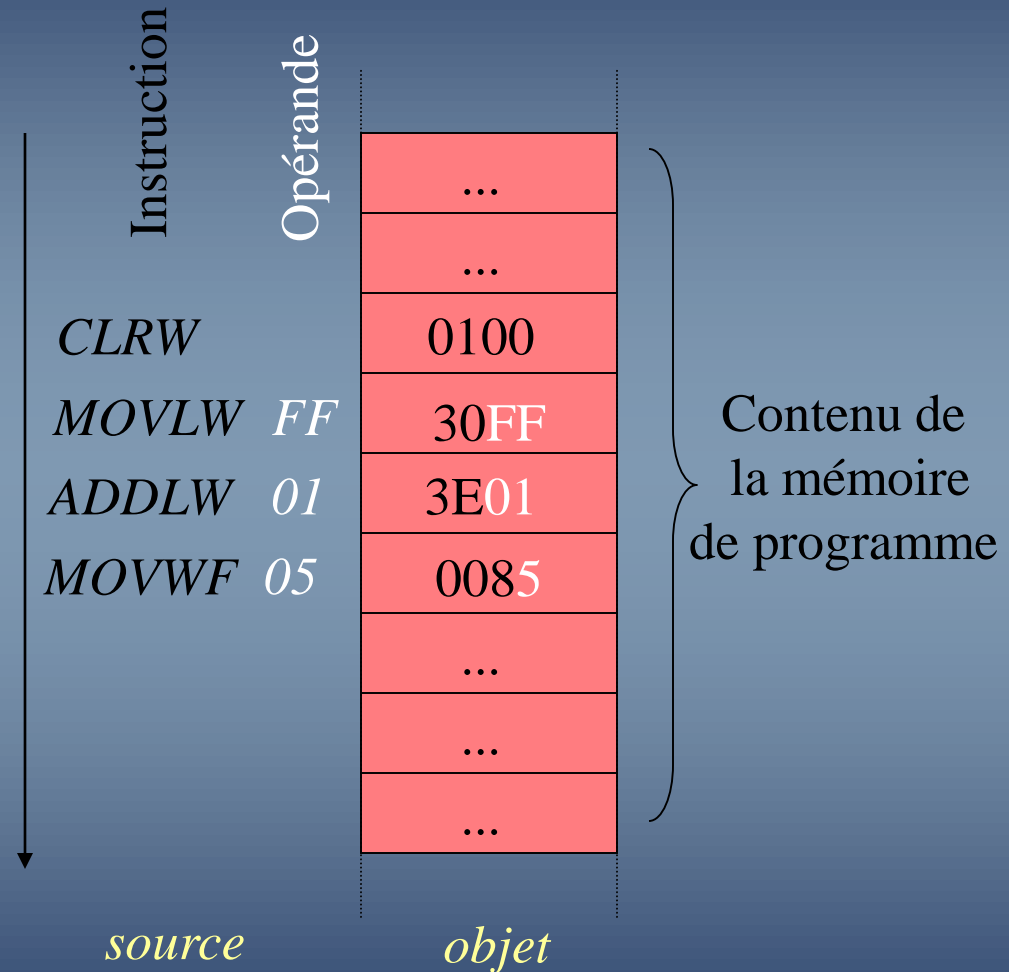 Instruction Opérande
...
...
CLRW 0100
MOVLW FF 30FF
ADDLW 01 3E01
MOVWF 05 0085
...
...
...
Contenu de
la mémoire
de programme
source objet